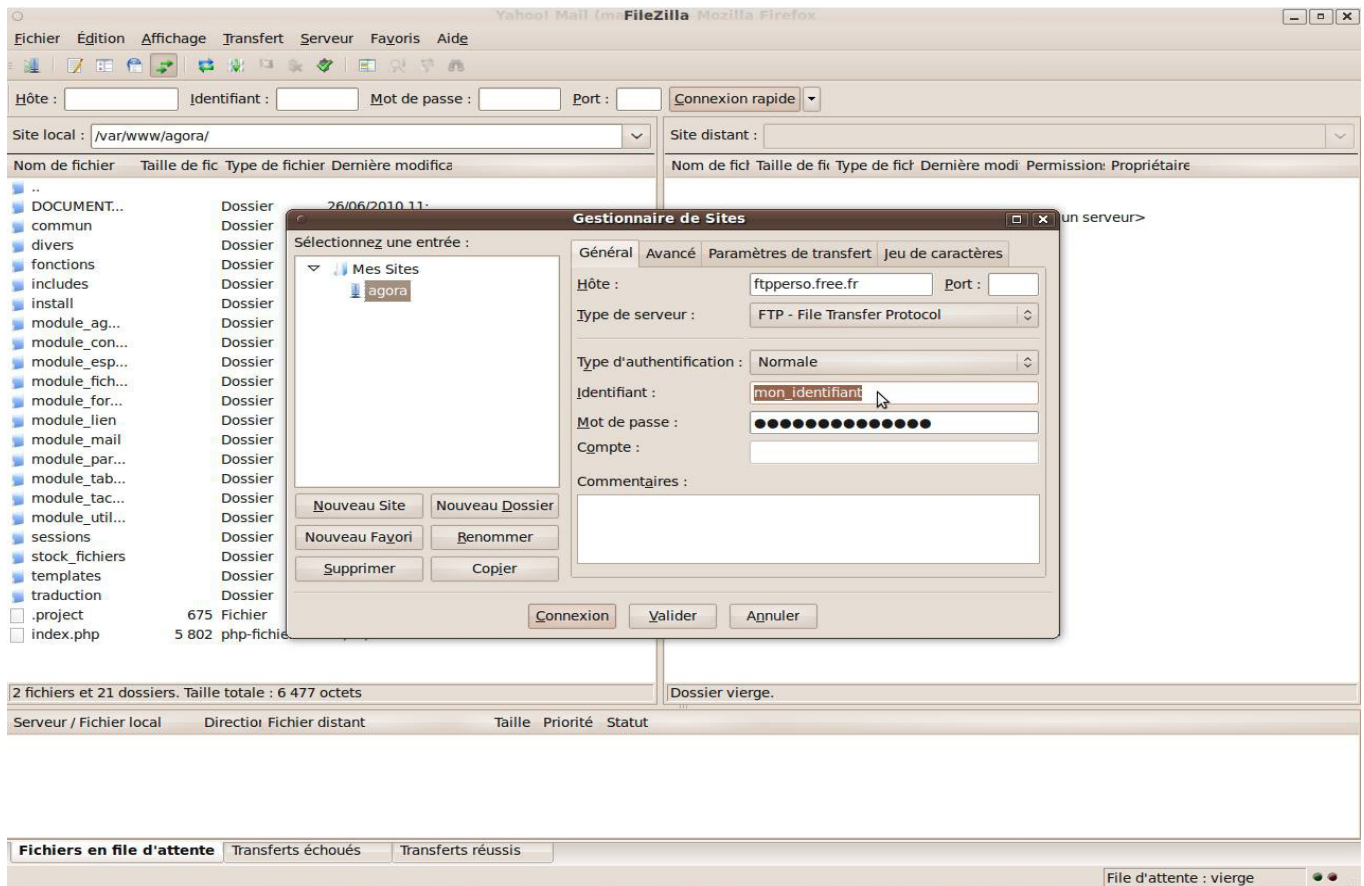 Yahoo! Mail (ma FileZilla Mozilla Firefox
Fichier Édition Affichage Transfert Serveur Favoris Aide
Hôte : Identifiant : Mot de passe : Port : Connexion rapide
Site local : /var/www/agora/
Site distant :
Nom de fichier Taille de fic Type de fichier Dernière modifica
Nom de fich Taille de fic Type de fich Dernière modi Permission: Propriétaire
..
DOCUMENT... Dossier 26/06/2010 11:
commun Dossier
divers Dossier
fonctions Dossier
includes Dossier
install Dossier
module_ag... Dossier
module_con... Dossier
module_esp... Dossier
module_fich... Dossier
module_for... Dossier
module_lien Dossier
module_mail Dossier
module_par... Dossier
module_tab... Dossier
module_tac... Dossier
module_util... Dossier
sessions Dossier
stock_fichiers Dossier
templates Dossier
traduction Dossier
.project 675 Fichier
index.php 5 802 php-fichie
un serveur>
Gestionnaire de Sites
Sélectionnez une entrée :
Mes Sites
agora
Nouveau Site Nouveau Dossier
Nouveau Favori Renommer
Supprimer Copier
Général Avancé Paramètres de transfert Jeu de caractères
Hôte : ftpperso.free.fr Port :
Type de serveur : FTP - File Transfer Protocol
Type d'authentification : Normale
Identifiant : mon_identifiant
Mot de passe : ●●●●●●●●●●●●●●
Compte :
Commentaires :
Connexion Valider Annuler
2 fichiers et 21 dossiers. Taille totale : 6 477 octets
Dossier vierge.
Serveur / Fichier local Direction Fichier distant Taille Priorité Statut
Fichiers en file d'attente Transferts échoués Transferts réussis
File d'attente : vierge